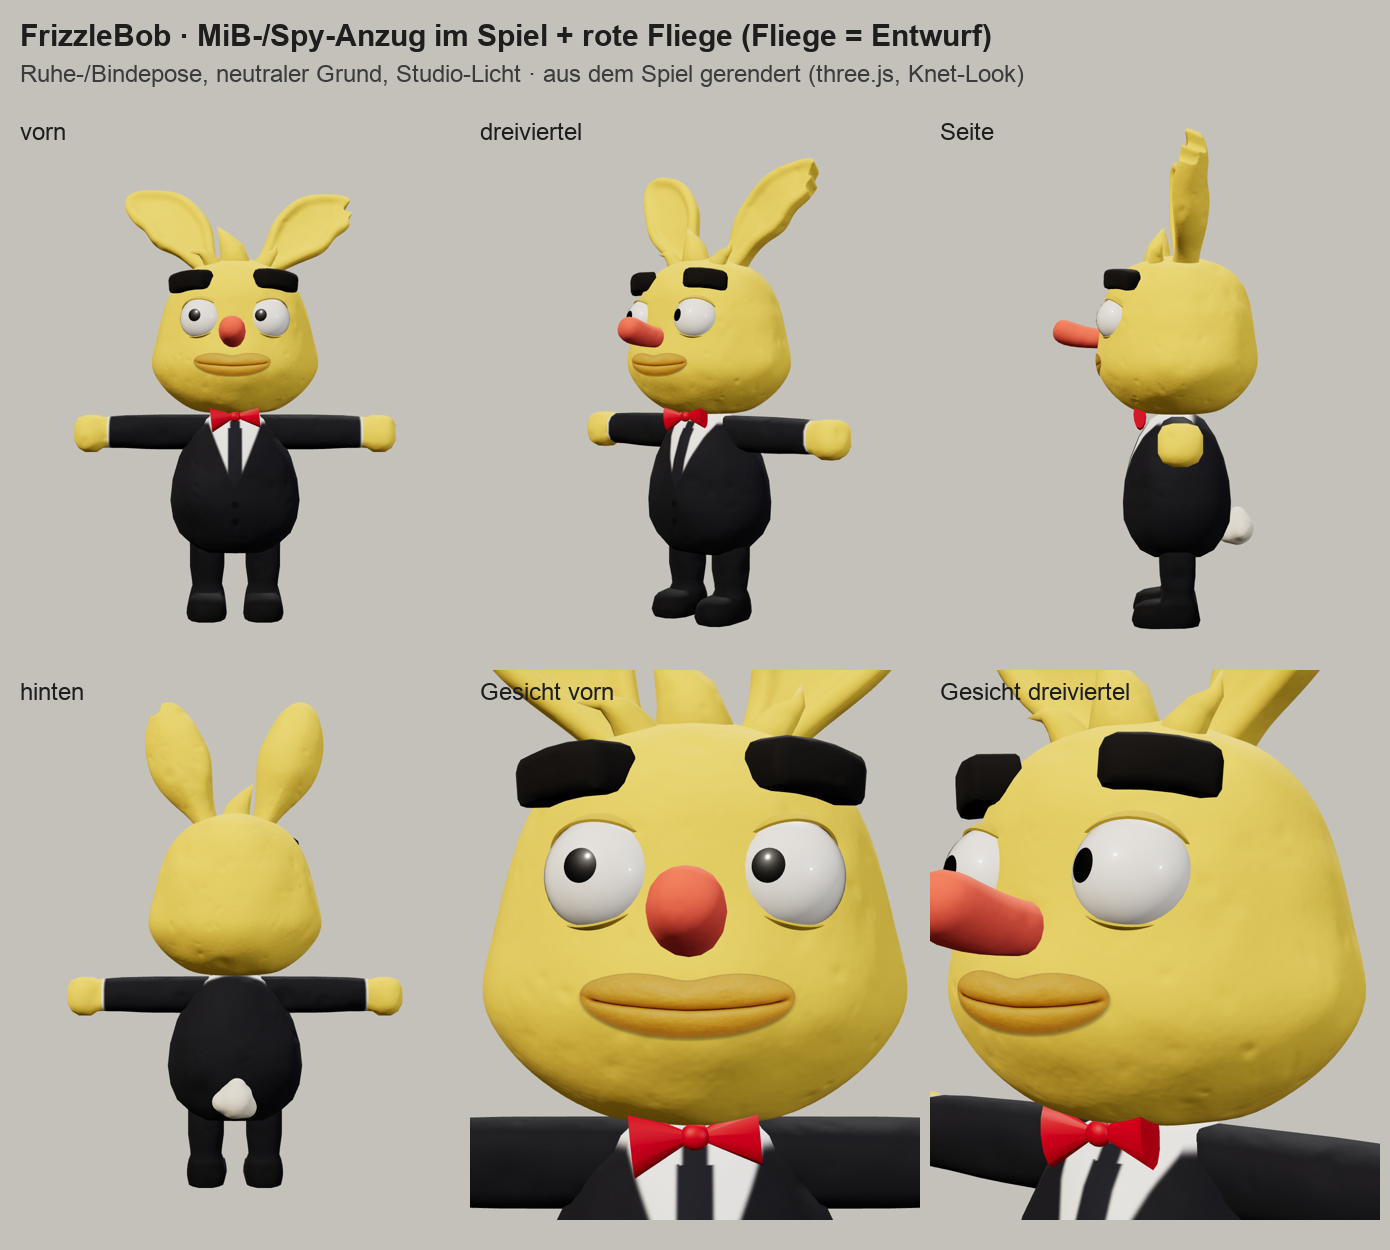 FrizzleBob · MiB-/Spy-Anzug im Spiel + rote Fliege (Fliege = Entwurf)
Ruhe-/Bindepose, neutraler Grund, Studio-Licht · aus dem Spiel gerendert (three.js, Knet-Look)
vorn
dreiviertel
Seite
hinten
Gesicht vorn
Gesicht dreiviertel